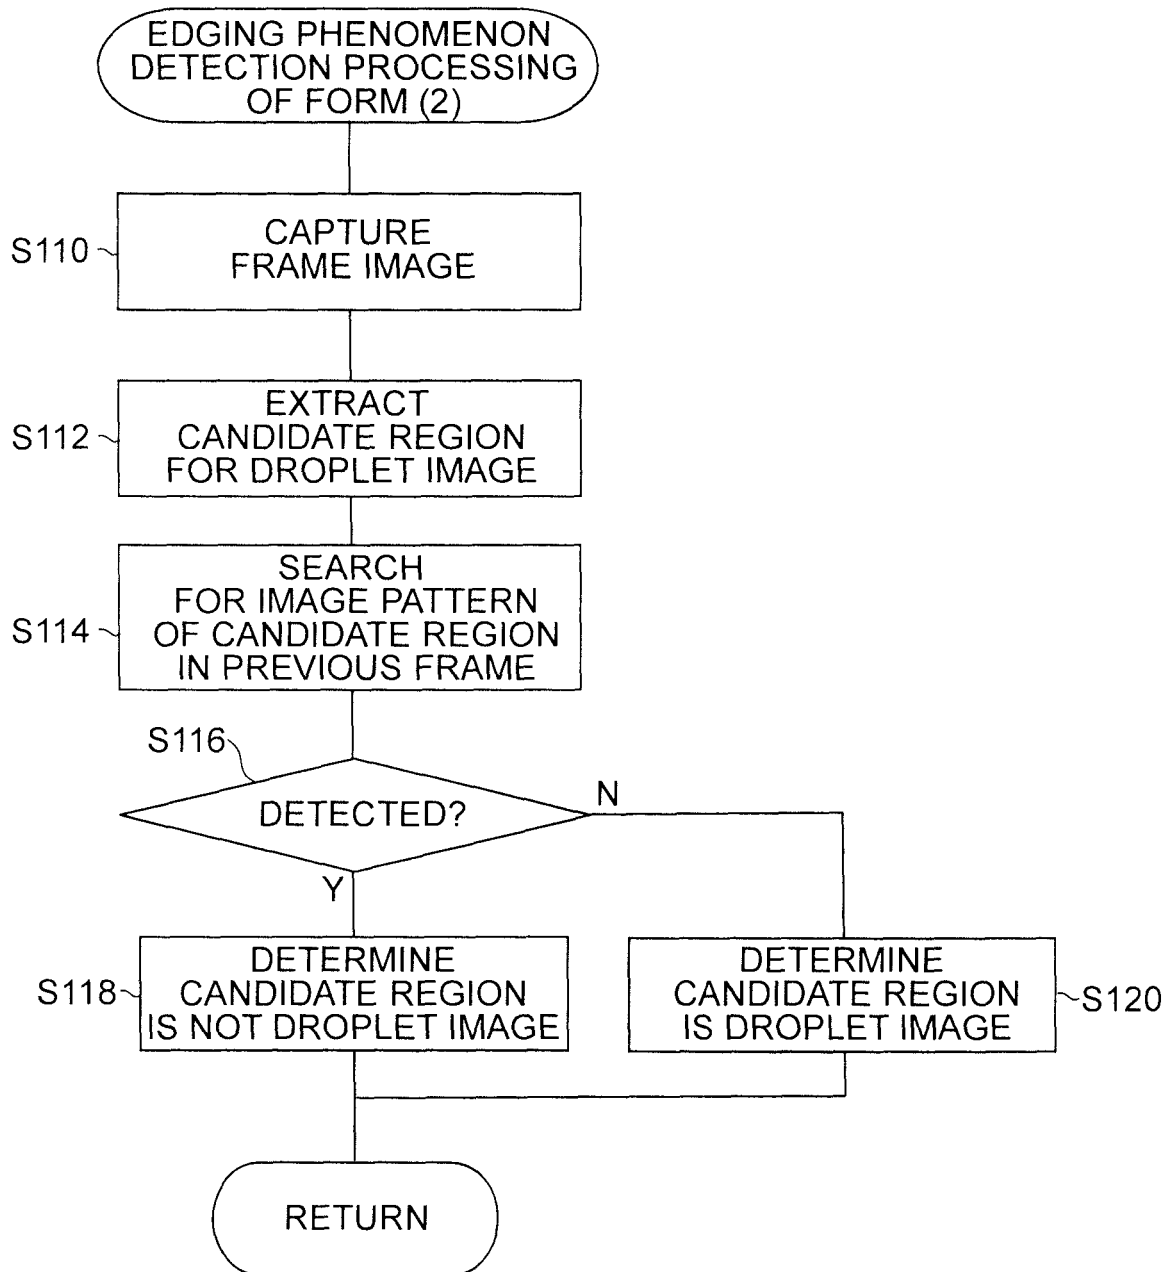 EDGING PHENOMENON
DETECTION PROCESSING
OF FORM (2)
S110
CAPTURE
FRAME IMAGE
S112
EXTRACT
CANDIDATE REGION
FOR DROPLET IMAGE
S114
SEARCH
FOR IMAGE PATTERN
OF CANDIDATE REGION
IN PREVIOUS FRAME
S116
DETECTED?
N
Y
S118
DETERMINE
CANDIDATE REGION
IS NOT DROPLET IMAGE
DETERMINE
CANDIDATE REGION
IS DROPLET IMAGE
S120
RETURN